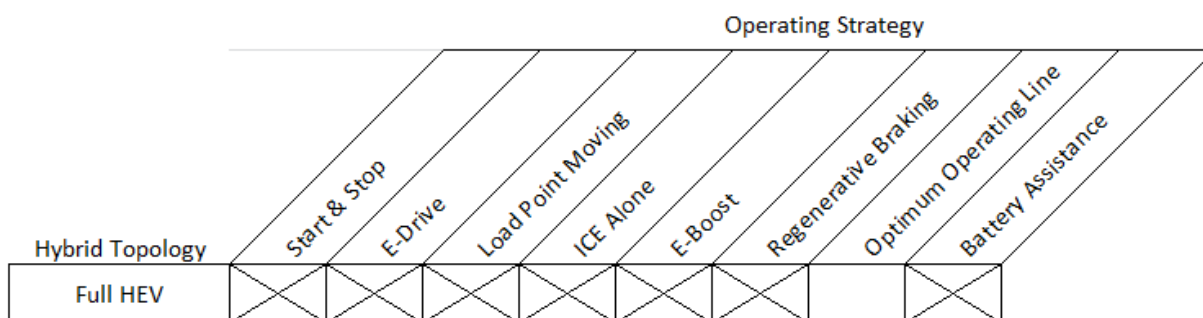 Operating Strategy
Start & Stop
E-Drive
Load Point Moving
ICE Alone
E-Boost
Regenerative Braking
Optimum Operating Line
Battery Assistance
Hybrid Topology
Full HEV